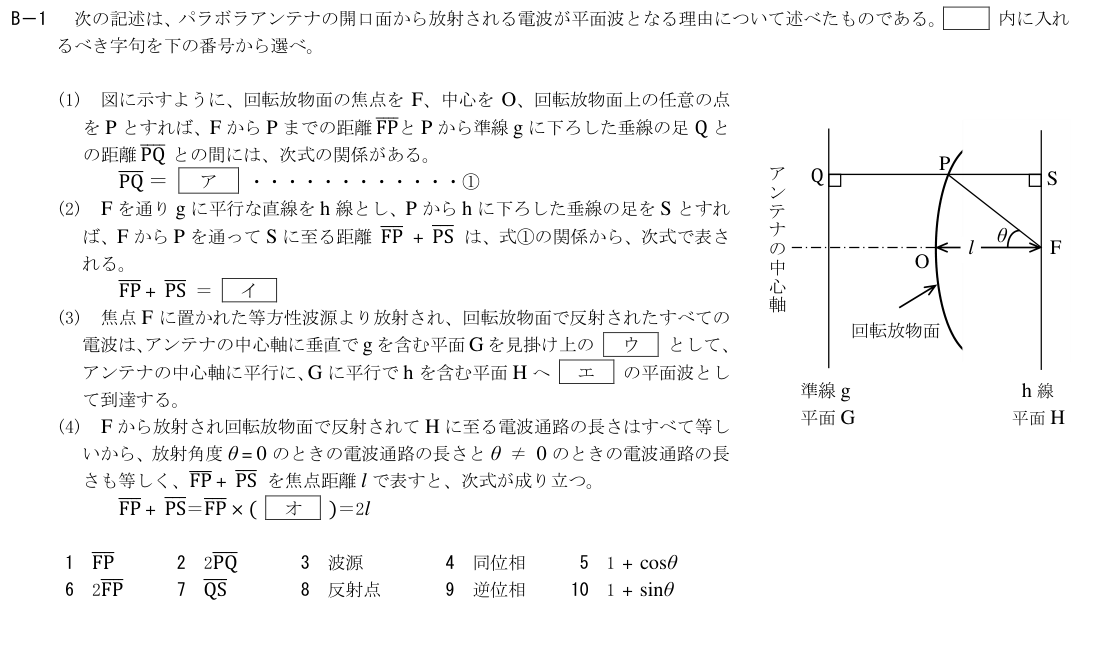 B－1　次の記述は、パラボラアンテナの開口面から放射される電波が平面波となる理由について述べたものである。□内に入れ
るべき字句を下の番号から選べ。
(1)　図に示すように、回転放物面の焦点を F、中心を O、回転放物面上の任意の点
を P とすれば、F から P までの距離 F̅P̅ と P から準線 g に下ろした垂線の足 Q と
の距離 P̅Q̅ との間には、次式の関係がある。
P̅Q̅ ＝ ア ・・・・・・・・・・・・①
(2)　F を通り g に平行な直線を h 線とし、P から h に下ろした垂線の足を S とすれ
ば、F から P を通って S に至る距離 F̅P̅ + P̅S̅ は、式①の関係から、次式で表さ
れる。
F̅P̅ + P̅S̅ ＝ イ
(3)　焦点 F に置かれた等方性波源より放射され、回転放物面で反射されたすべての
電波は、アンテナの中心軸に垂直で g を含む平面 G を見掛け上の ウ として、
アンテナの中心軸に平行に、G に平行で h を含む平面 H へ エ の平面波とし
て到達する。
(4)　F から放射され回転放物面で反射されて H に至る電波通路の長さはすべて等し
いから、放射角度 θ=0 のときの電波通路の長さと θ ≠ 0 のときの電波通路の長
さも等しく、F̅P̅ + P̅S̅ を焦点距離 l で表すと、次式が成り立つ。
F̅P̅ + P̅S̅＝F̅P̅×( オ )＝2l
アンテナの中心軸
Q
P
S
O
l
θ
F
回転放物面
準線 g
h 線
平面 G
平面 H
1　F̅P̅　2　2P̅Q̅　3　波源　4　同位相　5　1 + cosθ
6　2F̅P̅　7　Q̅S̅　8　反射点　9　逆位相　10　1 + sinθ